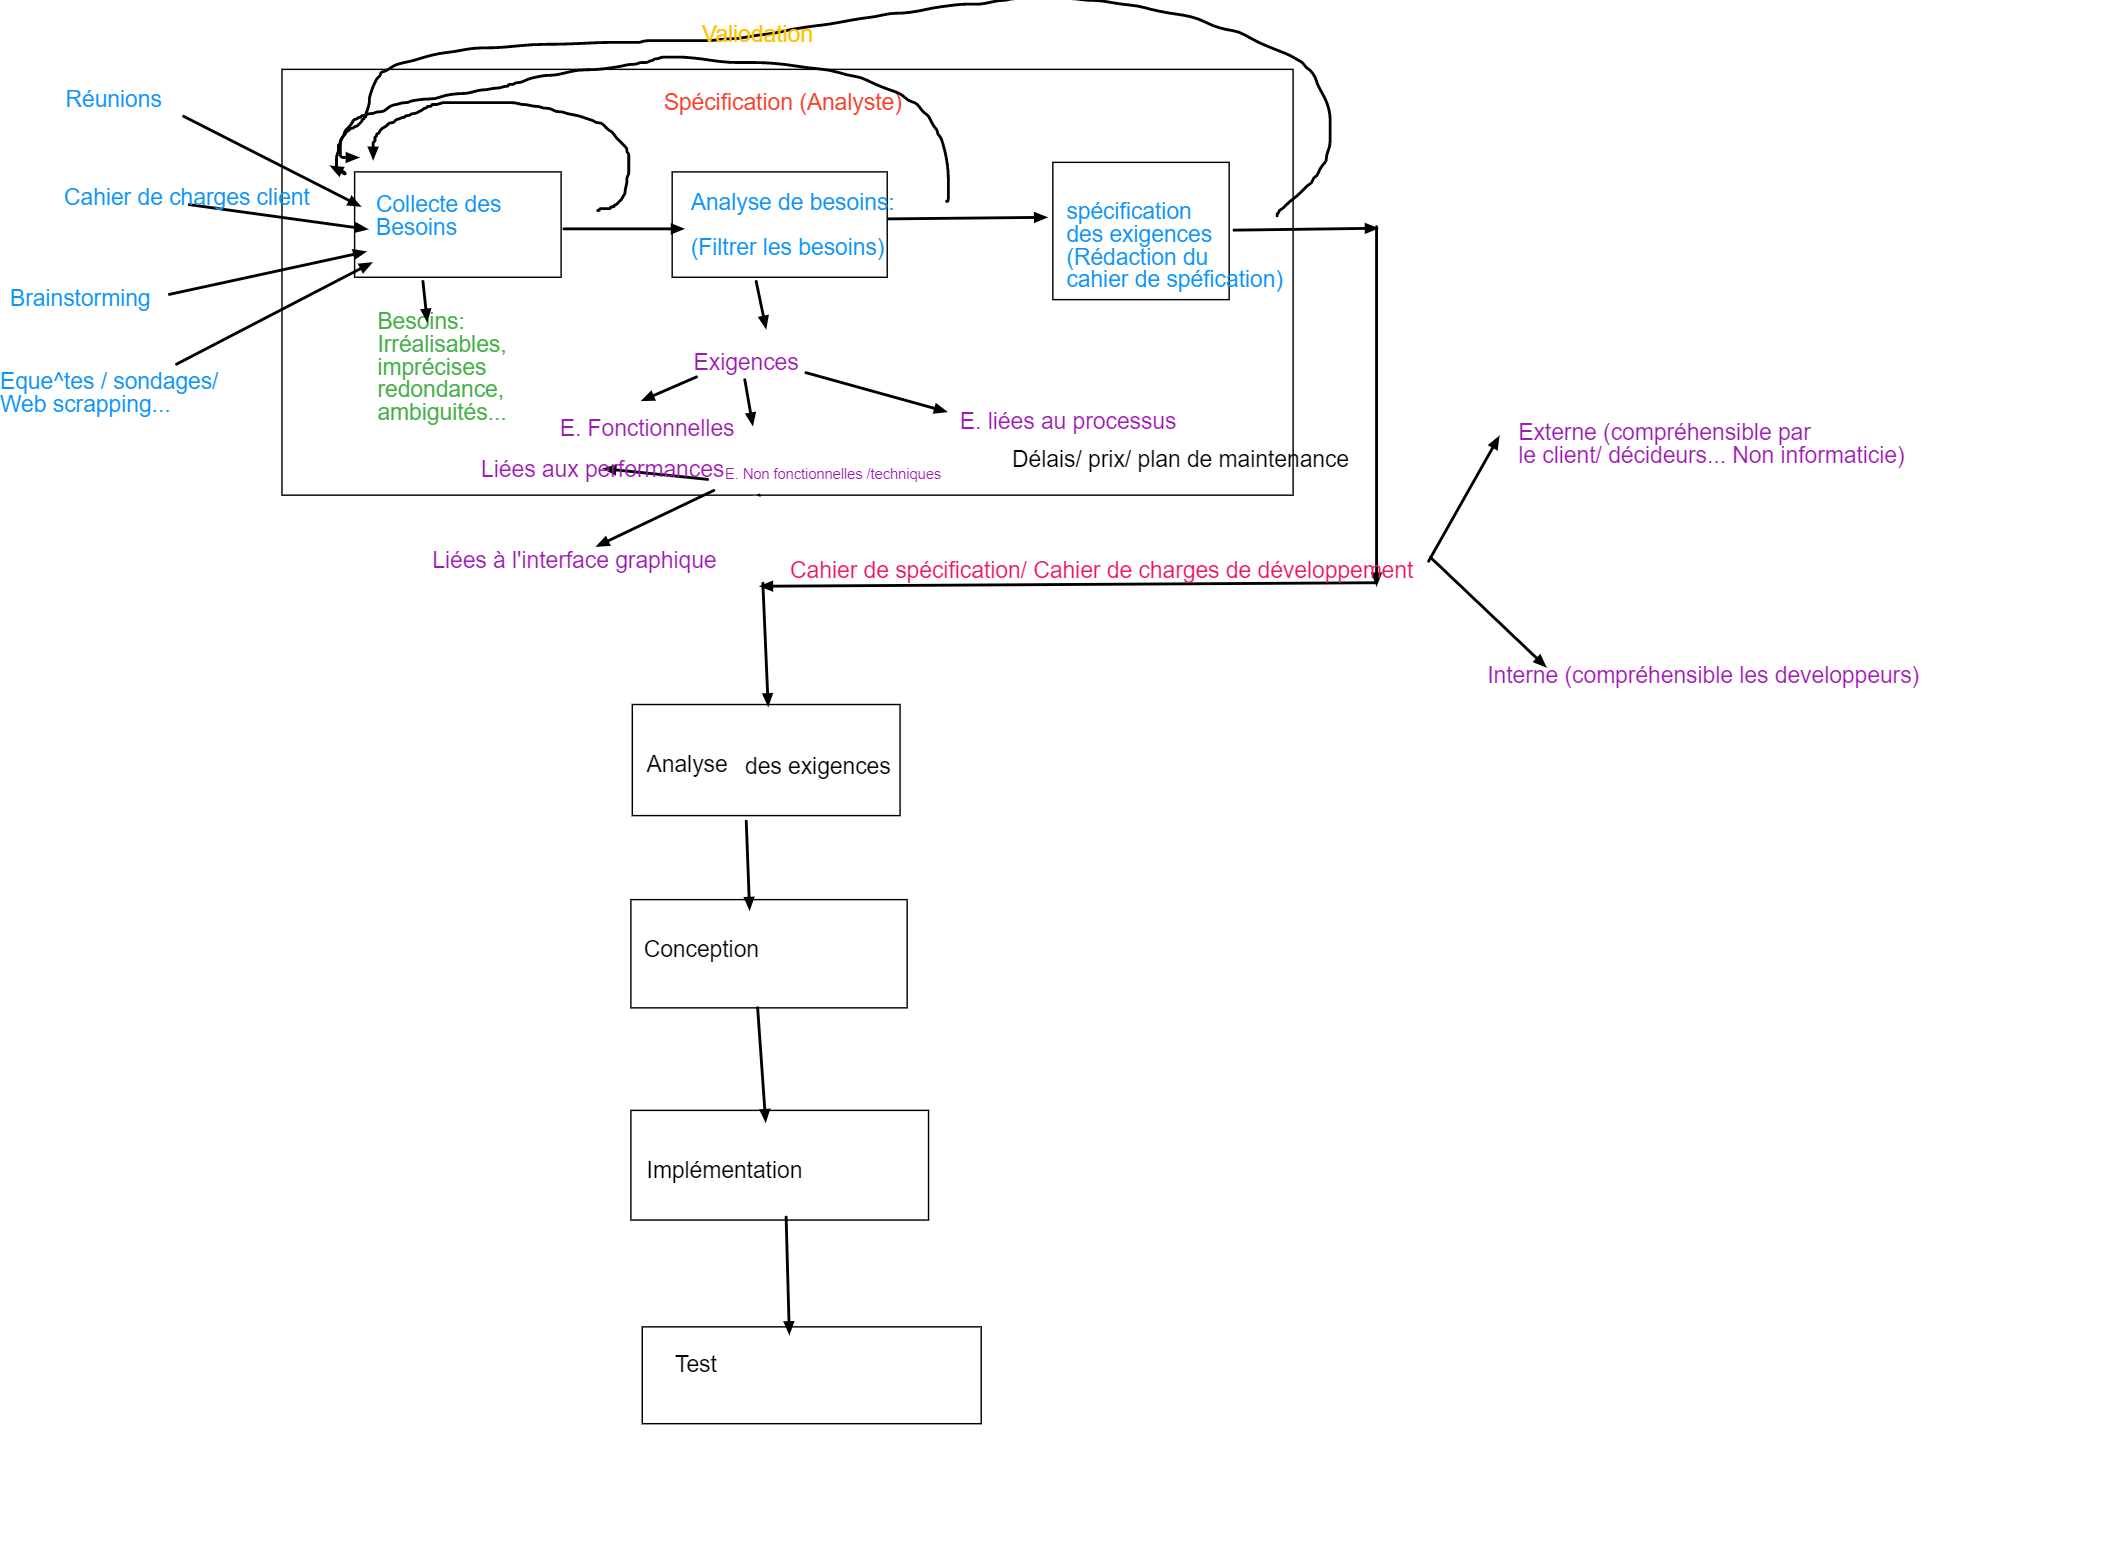 Valiodation
Réunions
Spécification (Analyste)
Cahier de charges client
Collecte des
Besoins
Analyse de besoins:
(Filtrer les besoins)
spécification
des exigences
(Rédaction du
cahier de spéfication)
Brainstorming
Eque^tes / sondages/
Web scrapping...
Besoins:
Irréalisables,
imprécises
redondance,
ambiguités...
Exigences
E. Fonctionnelles
E. liées au processus
Délais/ prix/ plan de maintenance
Liées aux performances
E. Non fonctionnelles /techniques
Liées à l'interface graphique
Externe (compréhensible par
le client/ décideurs... Non informaticie)
Cahier de spécification/ Cahier de charges de développement
Interne (compréhensible les developpeurs)
Analyse des exigences
Conception
Implémentation
Test